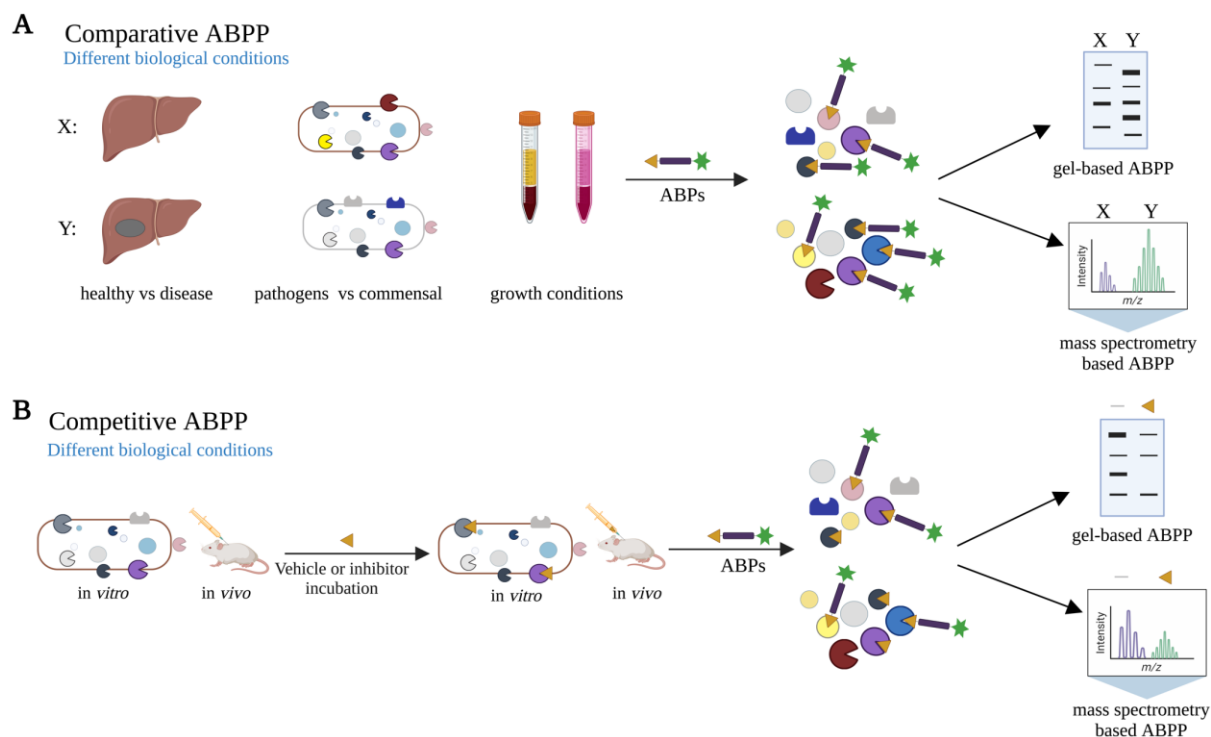 A
Comparative ABPP
Different biological conditions
X:
Y:
healthy vs disease
pathogens vs commensal
growth conditions
ABPs
X Y
gel-based ABPP
X Y
Intensity
m/z
mass spectrometry
based ABPP
B
Competitive ABPP
Different biological conditions
in vitro
in vivo
Vehicle or inhibitor
incubation
in vitro
in vivo
ABPs
gel-based ABPP
Intensity
m/z
mass spectrometry
based ABPP